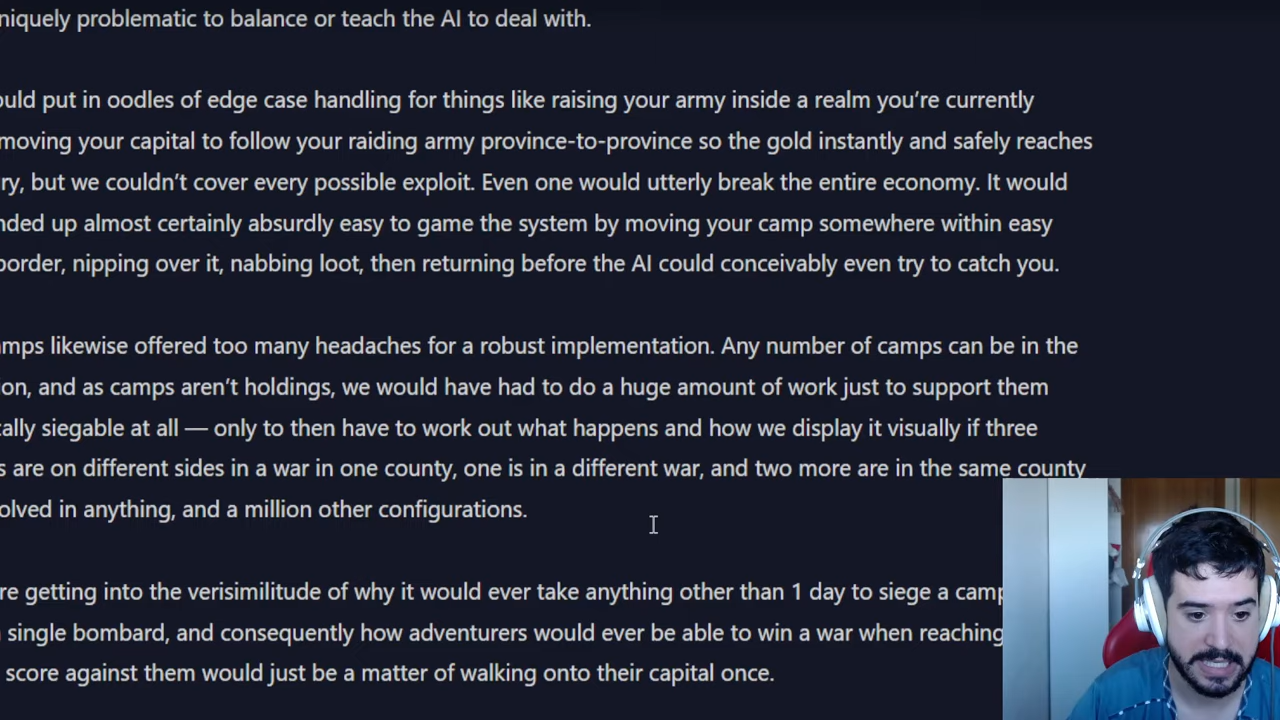 niquely problematic to balance or teach the AI to deal with.
ould put in oodles of edge case handling for things like raising your army inside a realm you’re currently
moving your capital to follow your raiding army province-to-province so the gold instantly and safely reaches
ry, but we couldn’t cover every possible exploit. Even one would utterly break the entire economy. It would
nded up almost certainly absurdly easy to game the system by moving your camp somewhere within easy
border, nipping over it, nabbing loot, then returning before the AI could conceivably even try to catch you.
mps likewise offered too many headaches for a robust implementation. Any number of camps can be in the
ion, and as camps aren’t holdings, we would have had to do a huge amount of work just to support them
cally siegable at all — only to then have to work out what happens and how we display it visually if three
s are on different sides in a war in one county, one is in a different war, and two more are in the same county
olved in anything, and a million other configurations.
re getting into the verisimilitude of why it would ever take anything other than 1 day to siege a camp
single bombard, and consequently how adventurers would ever be able to win a war when reaching
score against them would just be a matter of walking onto their capital once.